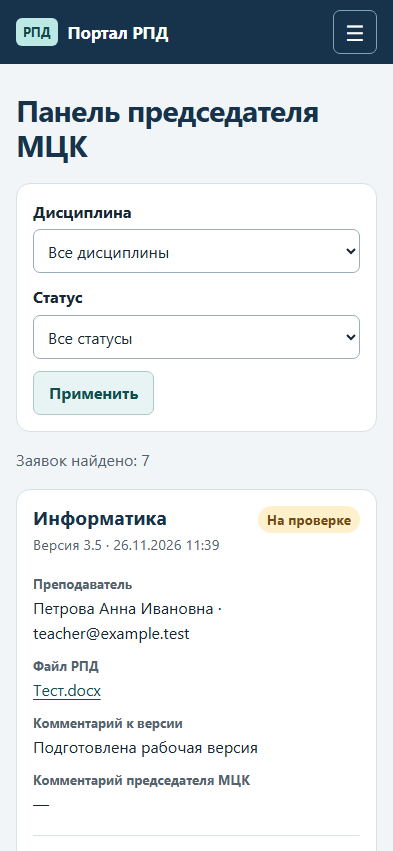 РПД Портал РПД
Панель председателя
МЦК
Дисциплина
Все дисциплины
Статус
Все статусы
Применить
Заявок найдено: 7
Информатика
На проверке
Версия 3.5 · 26.11.2026 11:39
Преподаватель
Петрова Анна Ивановна ·
teacher@example.test
Файл РПД
Тест.docx
Комментарий к версии
Подготовлена рабочая версия
Комментарий председателя МЦК
—